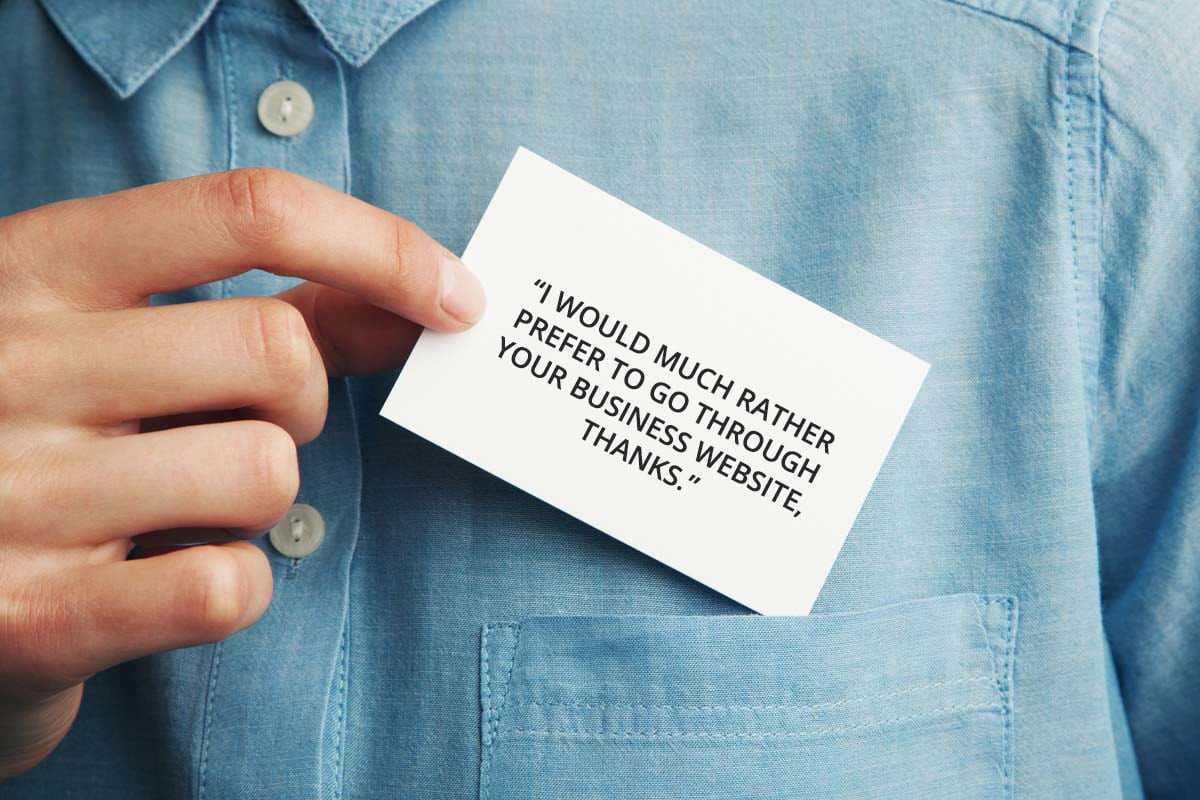 “I WOULD MUCH RATHER
PREFER TO GO THROUGH
YOUR BUSINESS WEBSITE,
THANKS.”